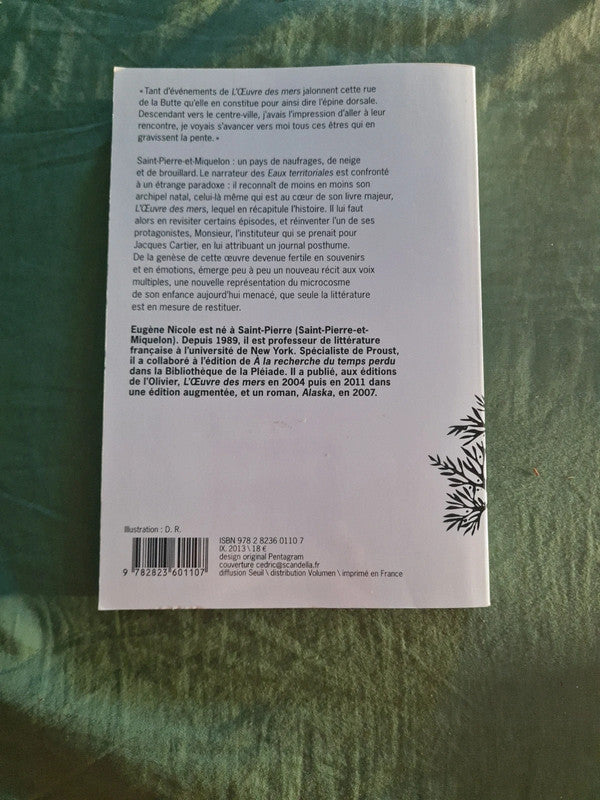 « Tant d'événements de L'Œuvre des mers jalonnent cette rue
de la Butte qu'elle en constitue pour ainsi dire l'épine dorsale.
Descendant vers le centre-ville, j'avais l'impression d'aller à leur
rencontre, je voyais s'avancer vers moi tous ces êtres qui en
gravissent la pente. »
Saint-Pierre-et-Miquelon : un pays de naufrages, de neige
et de brouillard. Le narrateur des Eaux territoriales est confronté
à un étrange paradoxe : il reconnaît de moins en moins son
archipel natal, celui-là même qui est au cœur de son livre majeur,
L'Œuvre des mers, lequel en récapitule l'histoire. Il lui faut
alors en revisiter certains épisodes, et réinventer l'un de ses
protagonistes, Monsieur, l'instituteur qui se prenait pour
Jacques Cartier, en lui attribuant un journal posthume.
De la genèse de cette œuvre devenue fertile en souvenirs
et en émotions, émerge peu à peu un nouveau récit aux voix
multiples, une nouvelle représentation du microcosme
de son enfance aujourd'hui menacé, que seule la littérature
est en mesure de restituer.
Eugène Nicole est né à Saint-Pierre (Saint-Pierre-et-
Miquelon). Depuis 1989, il est professeur de littérature
française à l'université de New York. Spécialiste de Proust,
il a collaboré à l'édition de À la recherche du temps perdu
dans la Bibliothèque de la Pléiade. Il a publié, aux éditions
de l'Olivier, L'Œuvre des mers en 2004 puis en 2011 dans
une édition augmentée, et un roman, Alaska, en 2007.
Illustration : D. R.
ISBN 978 2 8236 0110 7
IX. 2013 \ 18 €
design original Pentagram
couverture cedric@scandella.fr
diffusion Seuil \ distribution Volumen \ imprimé en France
9 782823 601107